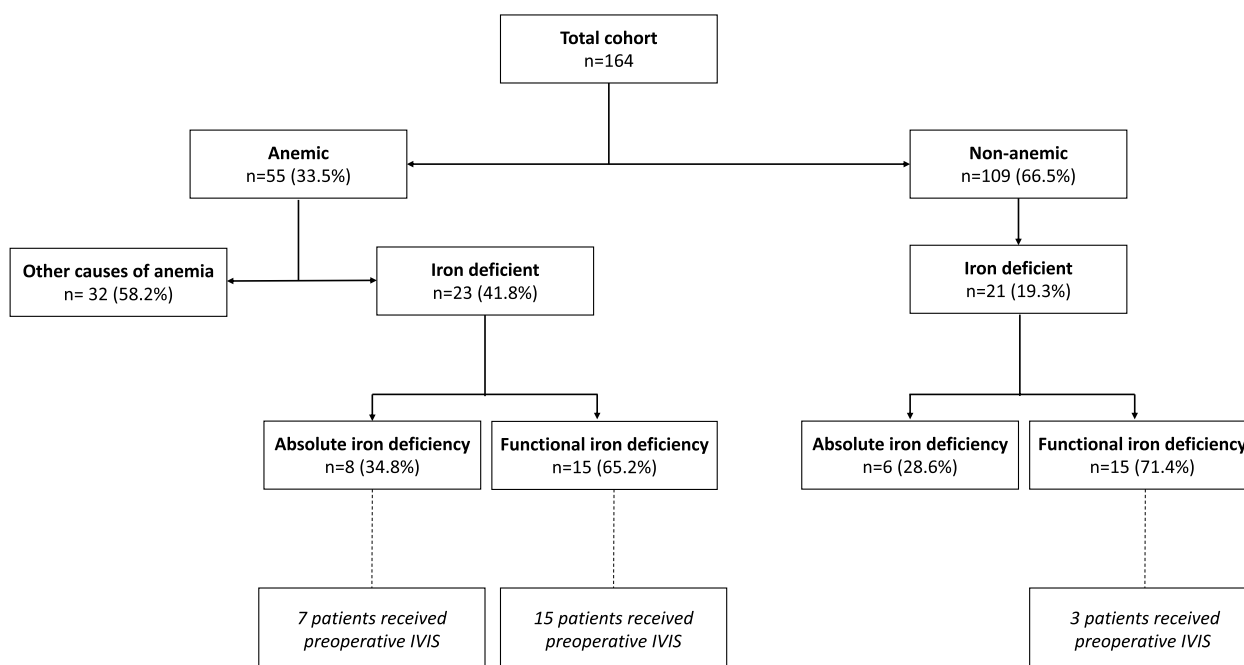 Total cohort
n=164
Anemic
n=55 (33.5%)
Non-anemic
n=109 (66.5%)
Other causes of anemia
n= 32 (58.2%)
Iron deficient
n=23 (41.8%)
Iron deficient
n=21 (19.3%)
Absolute iron deficiency
n=8 (34.8%)
Functional iron deficiency
n=15 (65.2%)
Absolute iron deficiency
n=6 (28.6%)
Functional iron deficiency
n=15 (71.4%)
7 patients received
preoperative IVIS
15 patients received
preoperative IVIS
3 patients received
preoperative IVIS